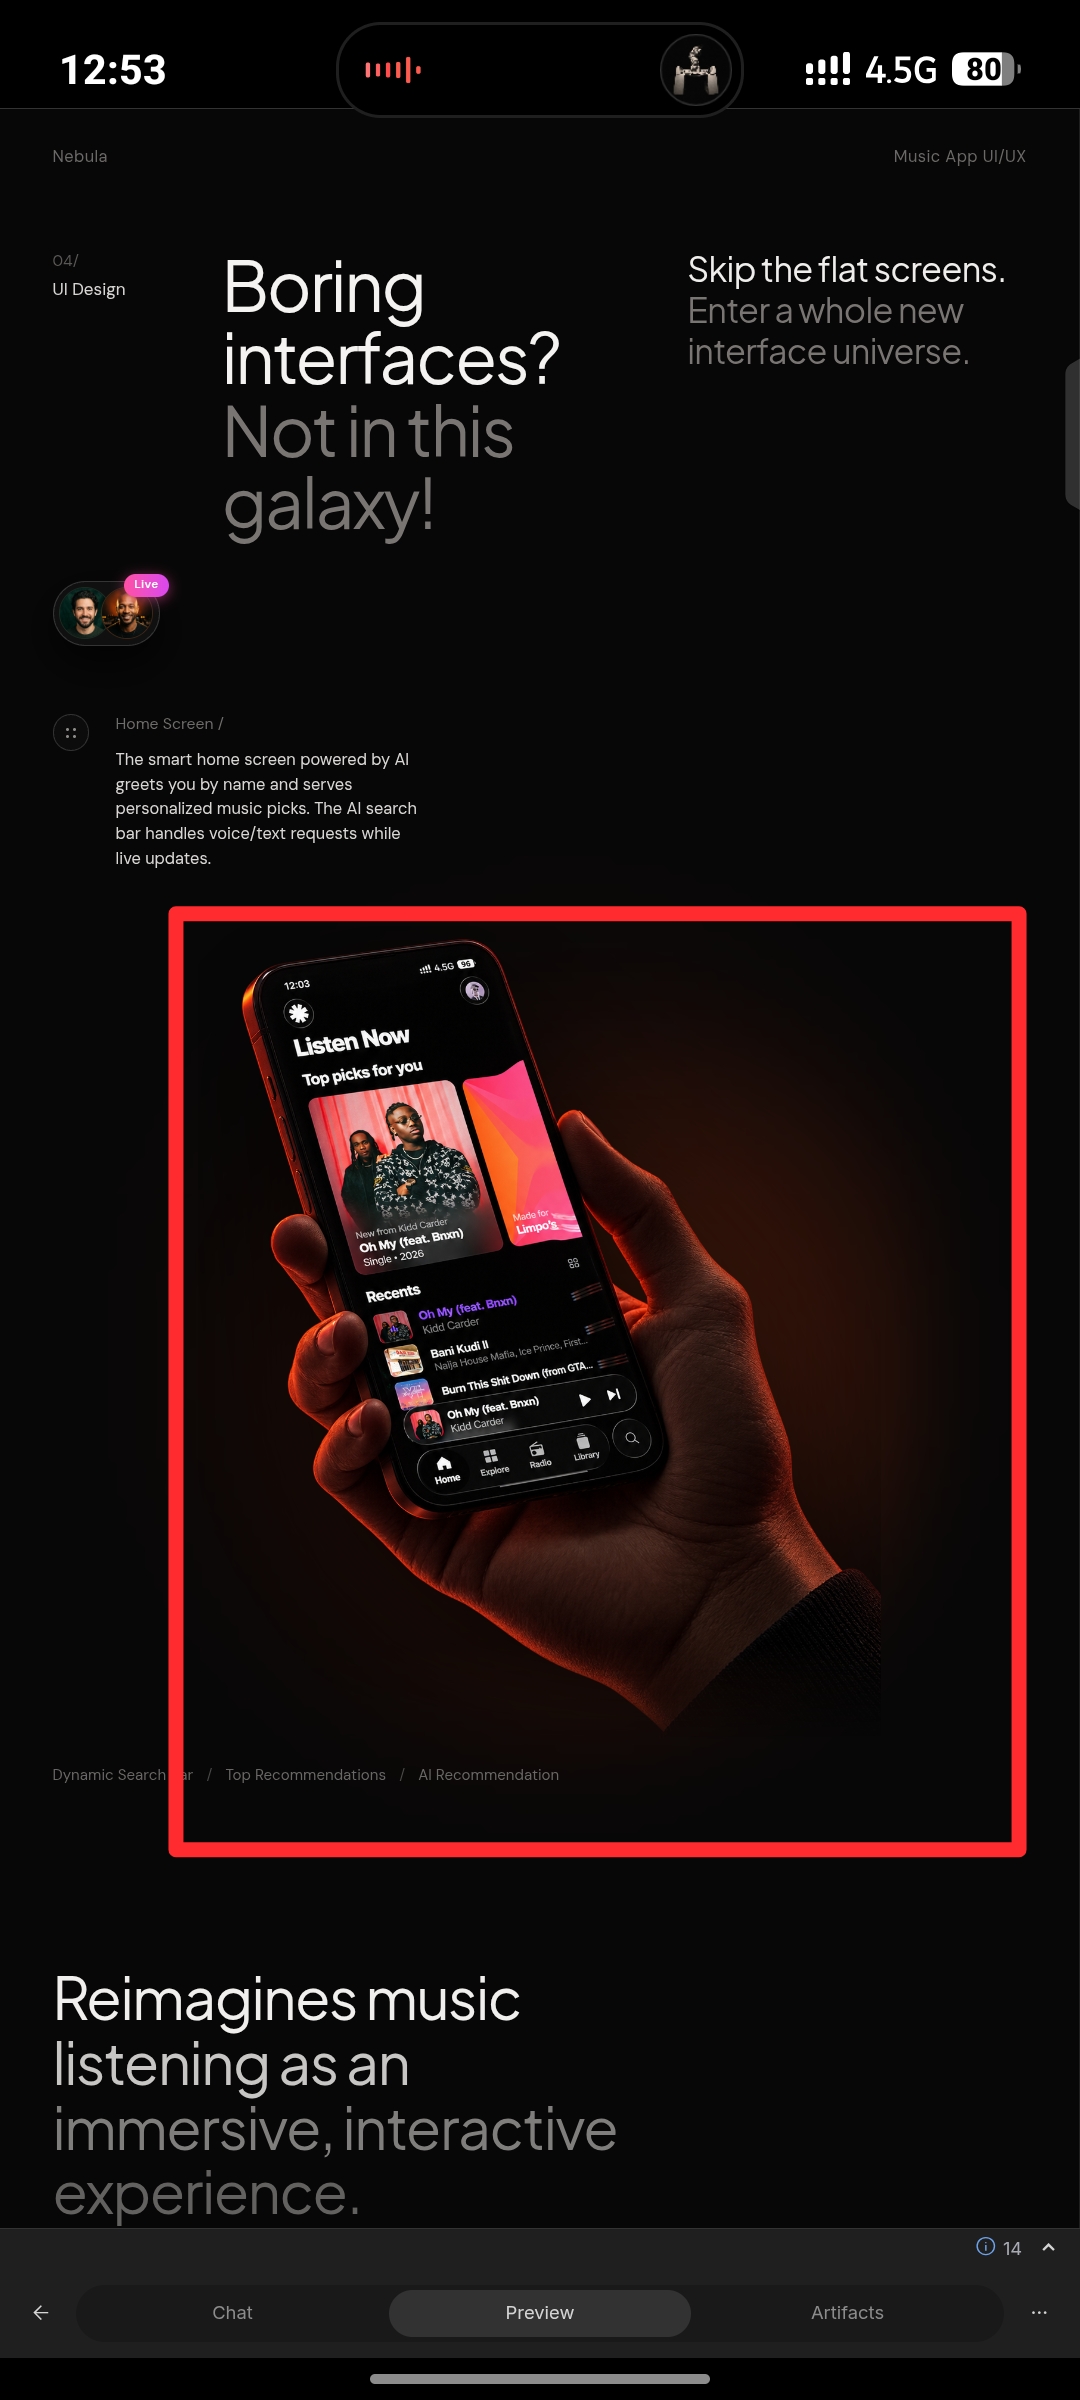 12:53
4.5G 80
Nebula
Music App UI/UX
04/
UI Design
Boring
interfaces?
Not in this
galaxy!
Skip the flat screens.
Enter a whole new
interface universe.
Live
Home Screen /
The smart home screen powered by AI
greets you by name and serves
personalized music picks. The AI search
bar handles voice/text requests while
live updates.
12:03
4.5G 96
Listen Now
Top picks for you
New from Kidd Carder
Oh My (feat. Bnxn)
Single • 2026
Made for
Limpo's
Recents
Oh My (feat. Bnxn)
Kidd Carder
Bani Kudi II
Naija House Mafia, Ice Prince, First...
Burn This Shit Down (from GTA...
Oh My (feat. Bnxn)
Kidd Carder
Home
Explore
Radio
Library
Dynamic Search ar / Top Recommendations / AI Recommendation
Reimagines music
listening as an
immersive, interactive
experience.
14
Chat
Preview
Artifacts